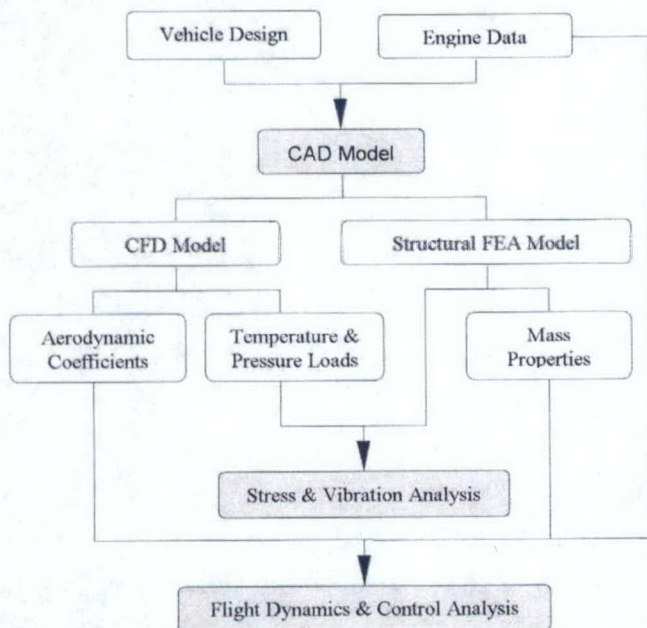 Vehicle Design
Engine Data
CAD Model
CFD Model
Structural FEA Model
Aerodynamic
Coefficients
Temperature &
Pressure Loads
Mass
Properties
Stress & Vibration Analysis
Flight Dynamics & Control Analysis